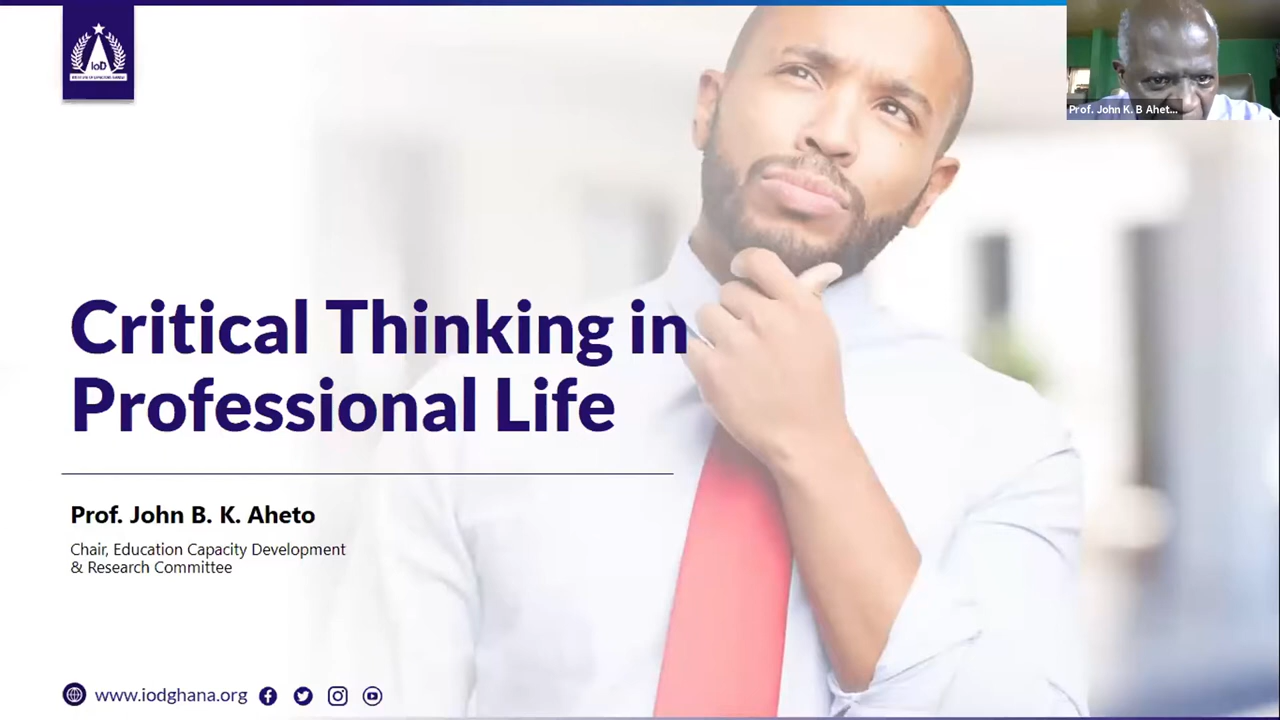 IoD
Prof. John K. B Ahet...
Critical Thinking in
Professional Life
Prof. John B. K. Aheto
Chair, Education Capacity Development
& Research Committee
www.iodghana.org